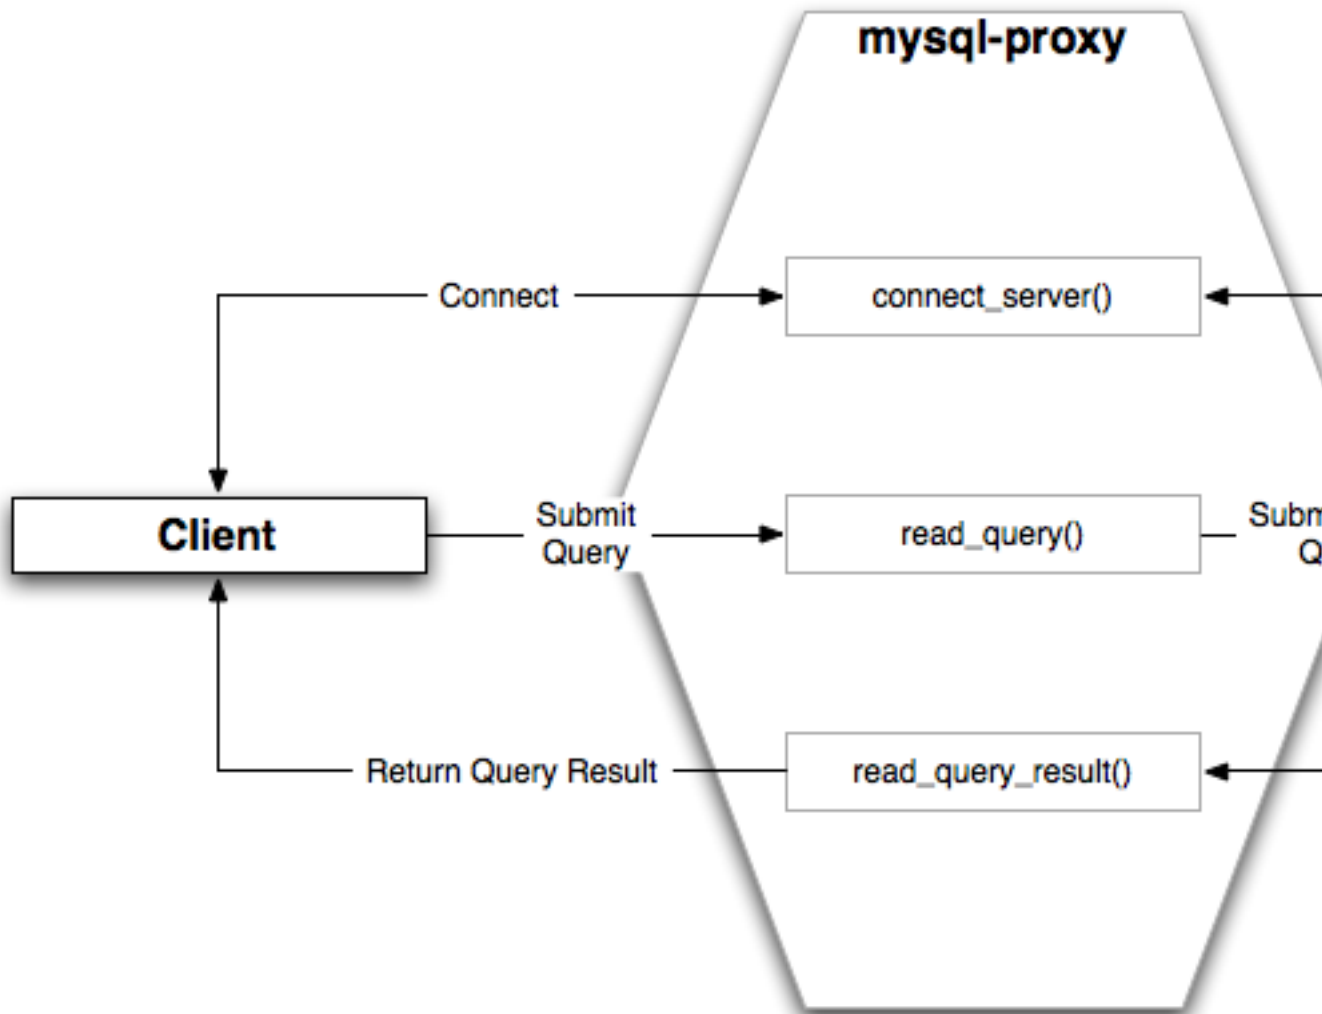 mysql-proxy
Connect
connect_server()
Client
Submit
Query
read_query()
Return Query Result
read_query_result()